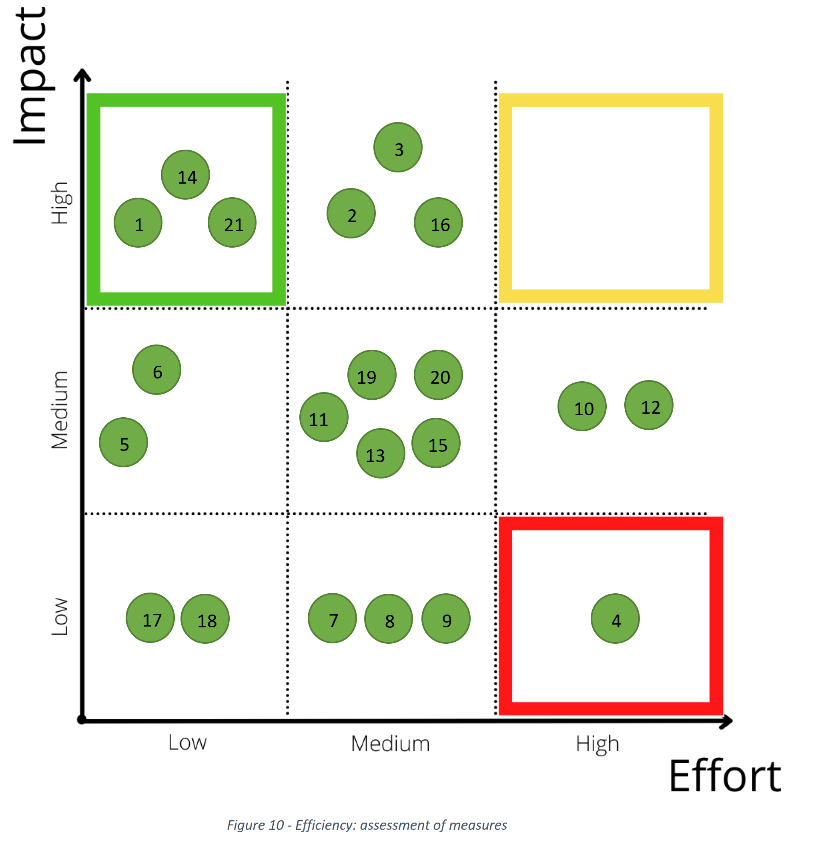 Impact
High
3
14
2
1
21
16
Medium
6
19
20
10
12
11
5
13
15
Low
17
18
7
8
9
4
Low
Medium
High
Effort
Figure 10 - Efficiency: assessment of measures